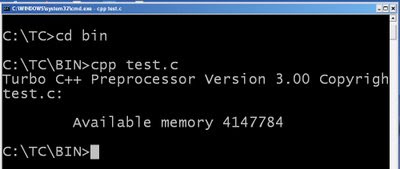 C:\WINDOWS\system32\cmd.exe - cpp test.c
C:\TC>cd bin
C:\TC\BIN>cpp test.c
Turbo C++ Preprocessor Version 3.00 Copyrigh
test.c:
Available memory 4147784
C:\TC\BIN>